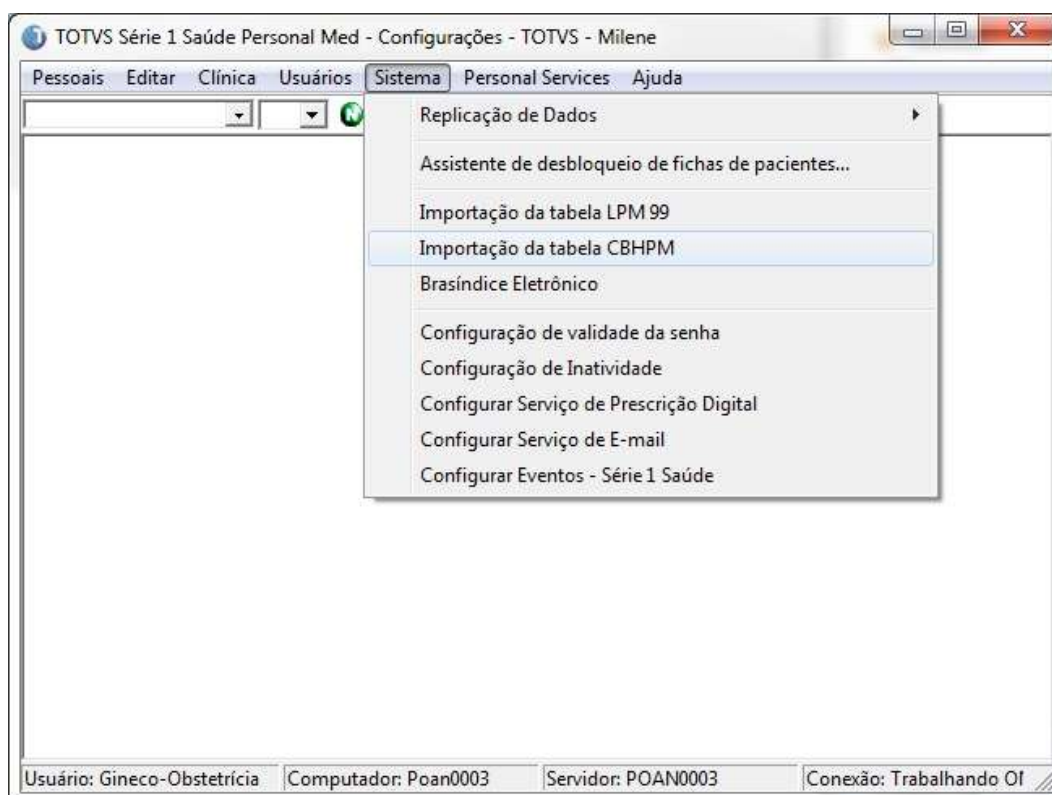 TOTVS Série 1 Saúde Personal Med - Configurações - TOTVS - Milene
Pessoais Editar Clínica Usuários Sistema Personal Services Ajuda
Replicação de Dados
Assistente de desbloqueio de fichas de pacientes...
Importação da tabela LPM 99
Importação da tabela CBHPM
Brasíndice Eletrônico
Configuração de validade da senha
Configuração de Inatividade
Configurar Serviço de Prescrição Digital
Configurar Serviço de E-mail
Configurar Eventos - Série 1 Saúde
Usuário: Gineco-Obstetrícia Computador: Poan0003 Servidor: POAN0003 Conexão: Trabalhando